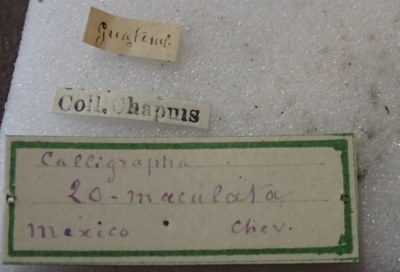 Guatem.
Coll. Chapuis
Calligrapha
20-maculata
Mexico Chev.